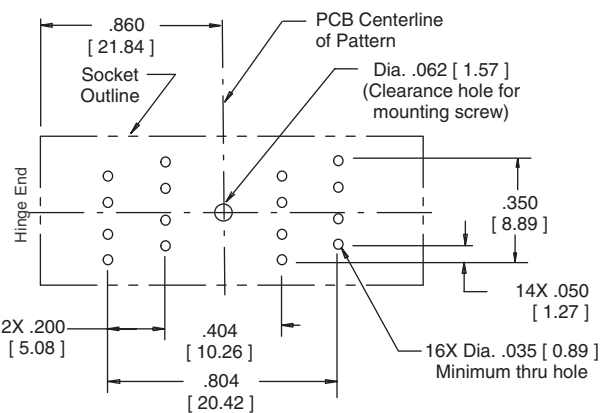 .860
[ 21.84 ]
PCB Centerline
of Pattern
Socket
Outline
Dia. .062 [ 1.57 ]
(Clearance hole for
mounting screw)
Hinge End
.350
[ 8.89 ]
14X .050
[ 1.27 ]
2X .200
[ 5.08 ]
.404
[ 10.26 ]
16X Dia. .035 [ 0.89 ]
Minimum thru hole
.804
[ 20.42 ]